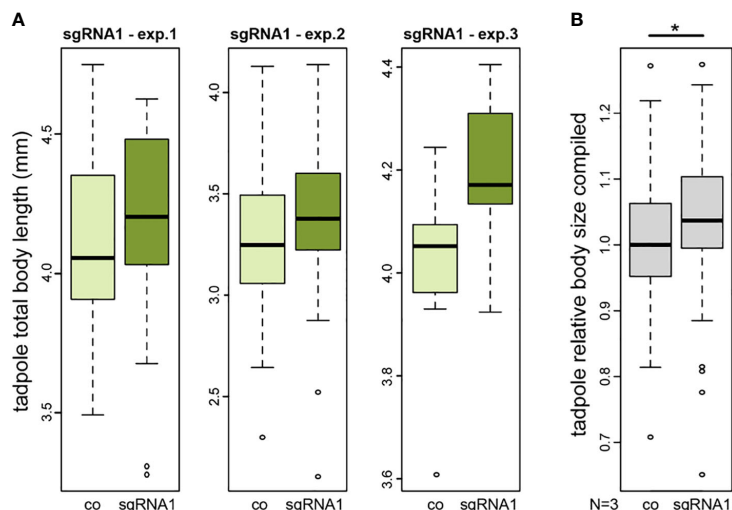 A
B
sgRNA1 - exp.1
sgRNA1 - exp.2
sgRNA1 - exp.3
*
tadpole total body length (mm)
4.5
4.0
3.5
4.0
3.5
3.0
2.5
4.4
4.2
4.0
3.8
3.6
tadpole relative body size compiled
1.2
1.1
1.0
0.9
0.8
0.7
co sgRNA1
co sgRNA1
co sgRNA1
N=3 co sgRNA1